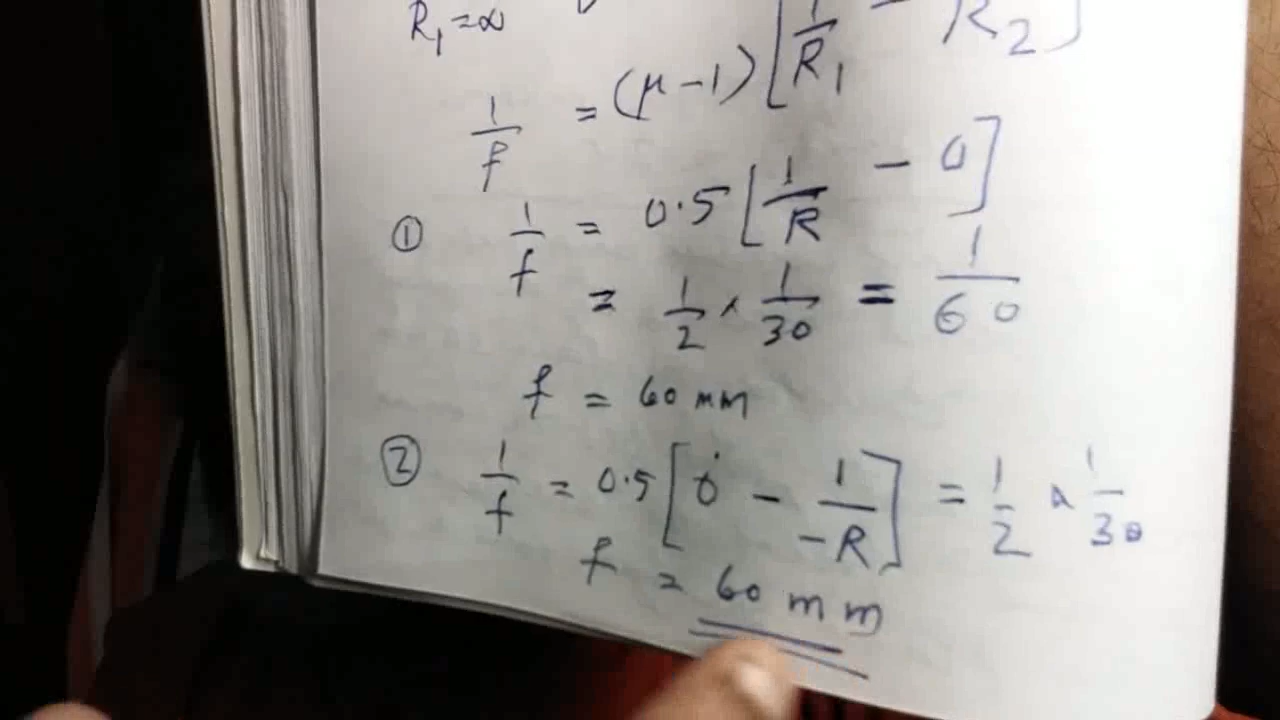 R₁ = ∞
1/f = (μ - 1) [1/R₁ - 1/R₂]
① 1/f = 0.5 [1/R - 0]
= 1/2 × 1/30 = 1/60
f = 60 mm
② 1/f = 0.5 [0 - 1/-R] = 1/2 × 1/30
f = 60 mm